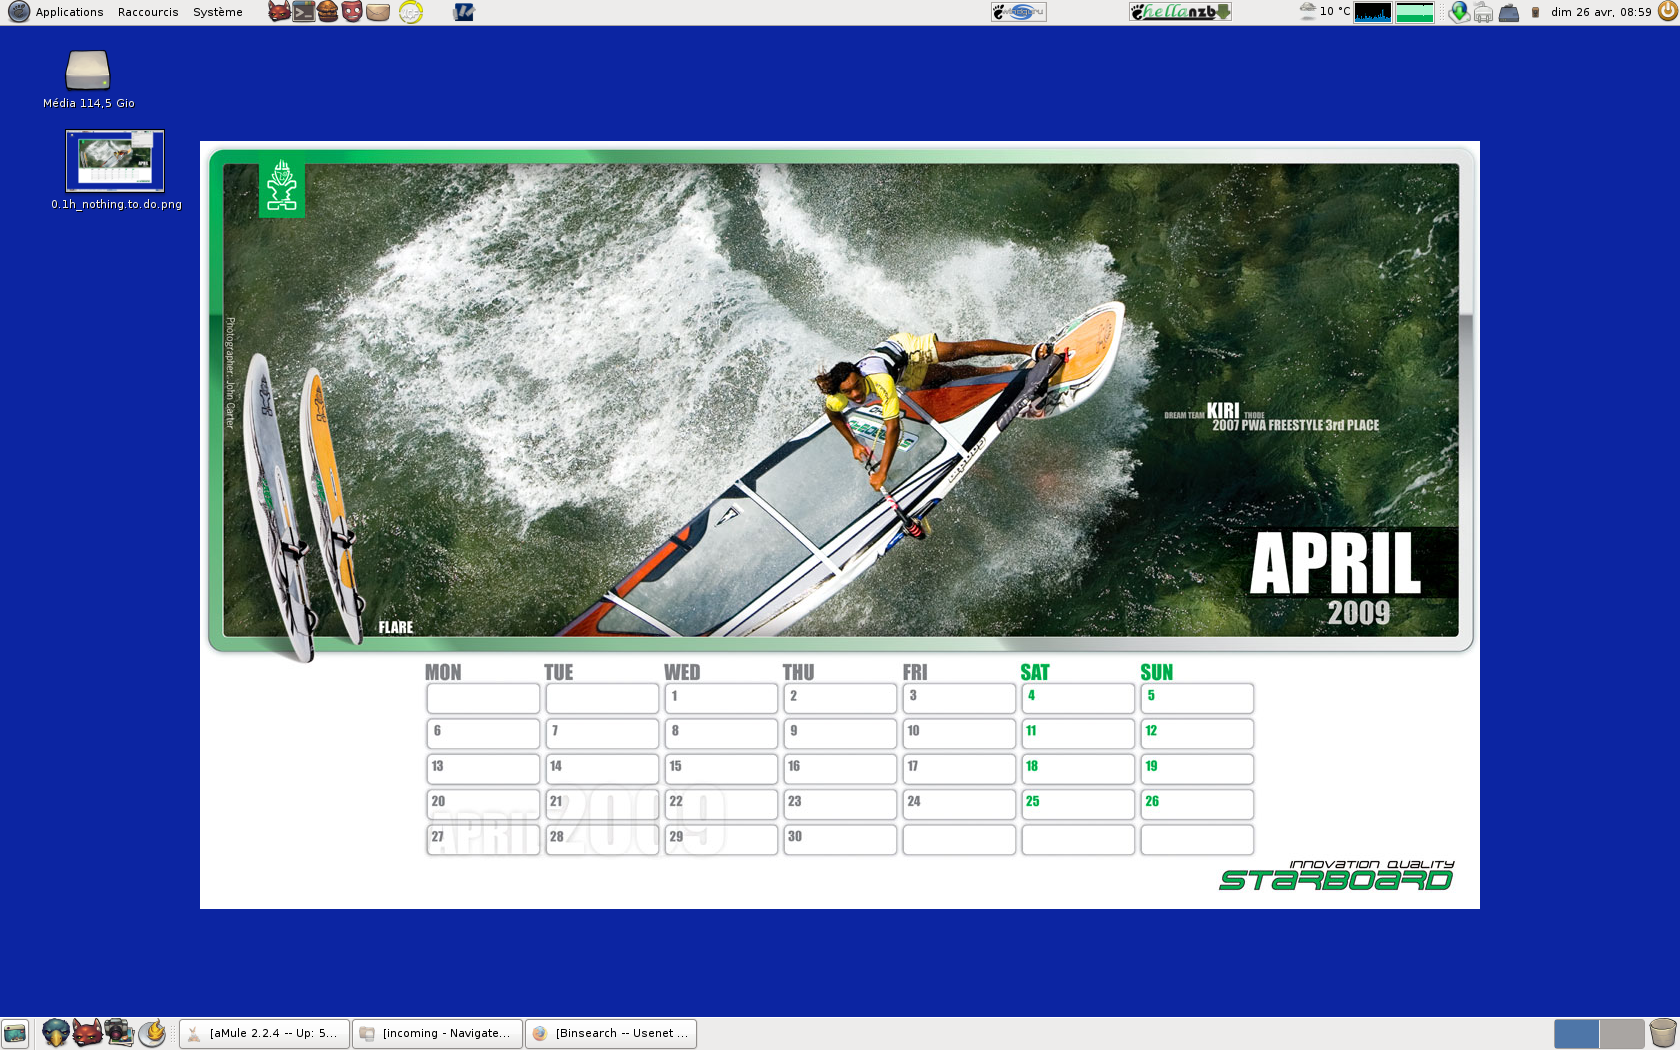 Applications Raccourcis Système
hellanzb
10 °C
dim 26 avr, 08:59
Média 114,5 Gio
0.1h_nothing.to.do.png
Photographer: John Carter
DREAM TEAM KIRI THODE
2007 PWA FREESTYLE 3rd PLACE
APRIL
2009
FLARE
MON TUE WED THU FRI SAT SUN
1 2 3 4 5
6 7 8 9 10 11 12
13 14 15 16 17 18 19
20 21 22 23 24 25 26
27 28 29 30
APRIL 2009
INNOVATION QUALITY
STARBOARD
[aMule 2.2.4 -- Up: 5... [incoming - Navigate... [Binsearch -- Usenet ...